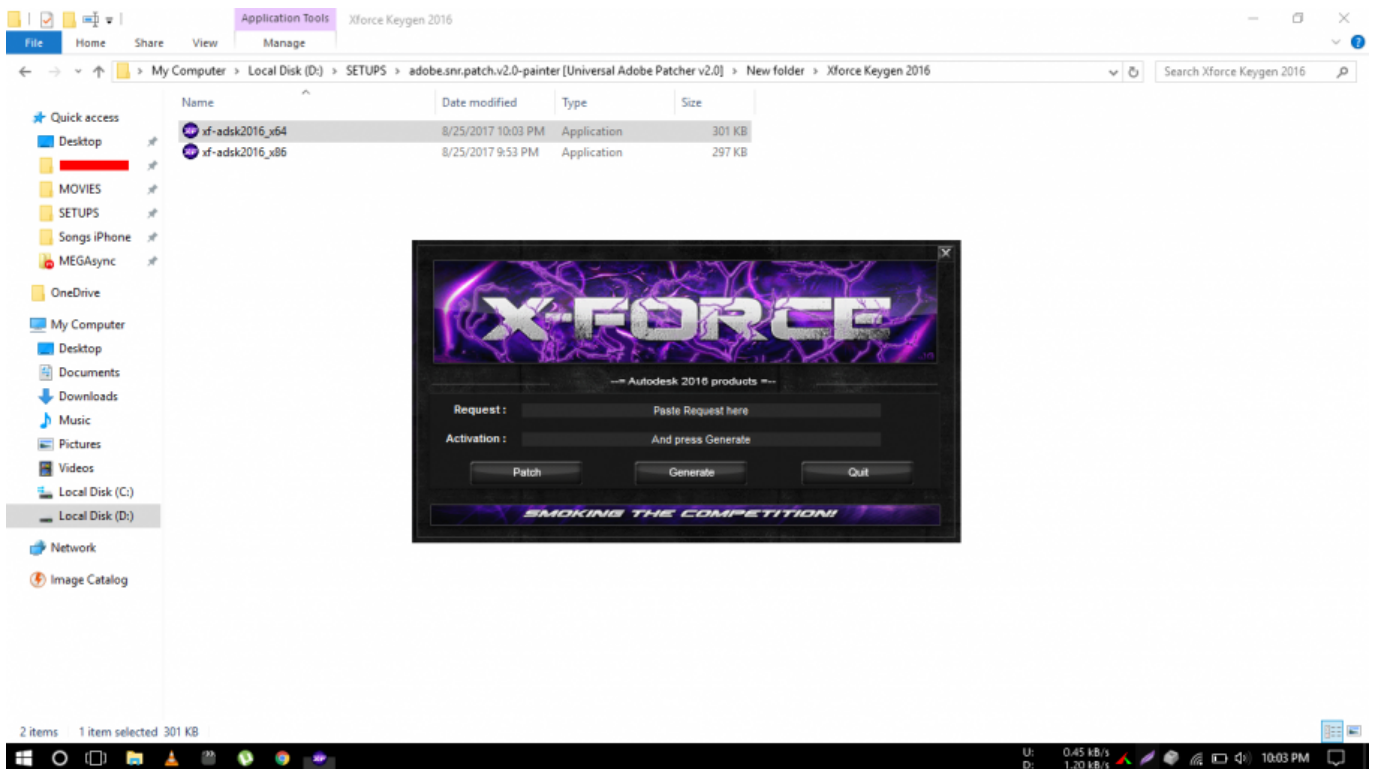 Application Tools
Xforce Keygen 2016
File
Home
Share
View
Manage
My Computer
Local Disk (D:)
SETUPS
adobe.snr.patch.v2.0-painter [Universal Adobe Patcher v2.0]
New folder
Xforce Keygen 2016
Search Xforce Keygen 2016
Name
Date modified
Type
Size
xf-adsk2016_x64
8/25/2017 10:03 PM
Application
301 KB
xf-adsk2016_x86
8/25/2017 9:53 PM
Application
297 KB
Quick access
Desktop
MOVIES
SETUPS
Songs iPhone
MEGAsync
OneDrive
My Computer
Desktop
Documents
Downloads
Music
Pictures
Videos
Local Disk (C:)
Local Disk (D:)
Network
Image Catalog
X-FORCE
--= Autodesk 2016 products =--
Request :
Paste Request here
Activation :
And press Generate
Patch
Generate
Quit
SMOKING THE COMPETITION!
2 items
1 item selected 301 KB
U: 0.45 kB/s
D: 1.20 kB/s
10:03 PM